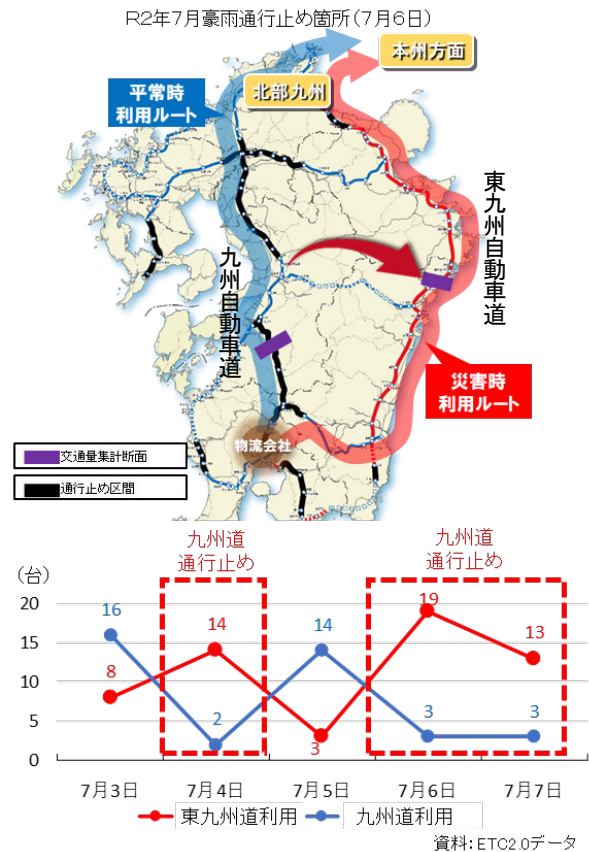 R2年7月豪雨通行止め箇所(7月6日)
本州方面
北部九州
平常時
利用ルート
東九州自動車道
九州自動車道
災害時
利用ルート
物流会社
交通量集計断面
通行止め区間
九州道
通行止め
九州道
通行止め
(台)
20
15
10
5
0
16
8
14
2
14
3
19
3
13
3
7月3日
7月4日
7月5日
7月6日
7月7日
東九州道利用
九州道利用
資料:ETC2.0データ